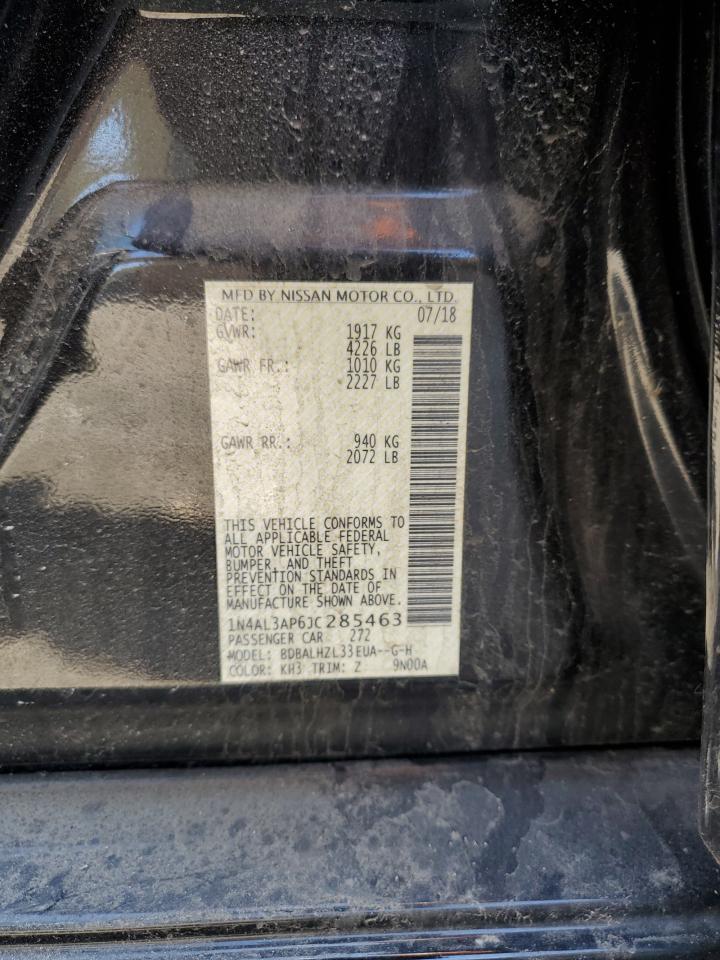 MFD BY NISSAN MOTOR CO., LTD.
DATE: 07/18
GVWR: 1917 KG
4226 LB
GAWR FR.: 1010 KG
2227 LB
GAWR RR.: 940 KG
2072 LB
THIS VEHICLE CONFORMS TO
ALL APPLICABLE FEDERAL
MOTOR VEHICLE SAFETY,
BUMPER, AND THEFT
PREVENTION STANDARDS IN
EFFECT ON THE DATE OF
MANUFACTURE SHOWN ABOVE.
1N4AL3AP6JC285463
PASSENGER CAR 272
MODEL: BDBALHZL33EUA--G-H
COLOR: KH3 TRIM: Z 9N00A